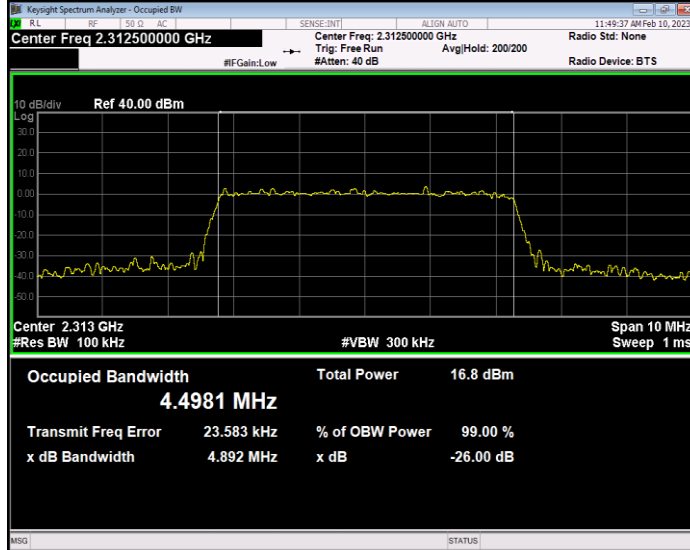 Keysight Spectrum Analyzer - Occupied BW
RL RF 50 Ω AC SENSE:INT ALIGN AUTO 11:49:37 AM Feb 10, 2023
Center Freq 2.312500000 GHz
Center Freq: 2.312500000 GHz Radio Std: None
Trig: Free Run Avg|Hold: 200/200
#IFGain:Low #Atten: 40 dB Radio Device: BTS
10 dB/div Ref 40.00 dBm
Log
30.0
20.0
10.0
0.00
-10.0
-20.0
-30.0
-40.0
-50.0
Center 2.313 GHz Span 10 MHz
#Res BW 100 kHz #VBW 300 kHz Sweep 1 ms
Occupied Bandwidth Total Power 16.8 dBm
4.4981 MHz
Transmit Freq Error 23.583 kHz % of OBW Power 99.00 %
x dB Bandwidth 4.892 MHz x dB -26.00 dB
MSG STATUS